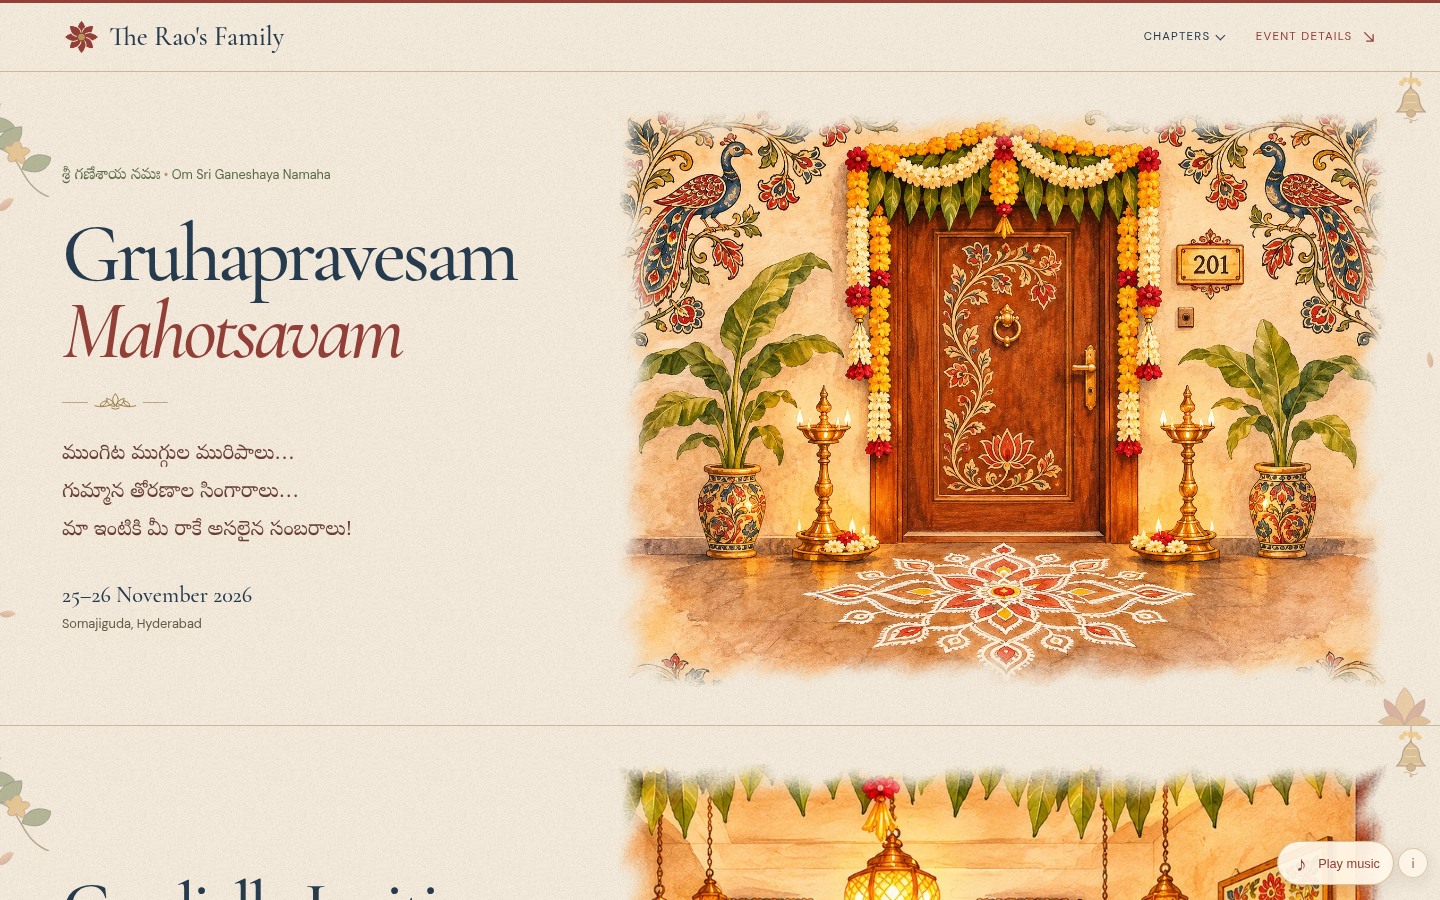 The Rao's Family
CHAPTERS
EVENT DETAILS
శ్రీ గణేశాయ నమః • Om Sri Ganeshaya Namaha
Gruhapravesam
Mahotsavam
ముంగిట ముగ్గుల మురిపాలు...
గుమ్మాన తోరణాల సింగారాలు...
మా ఇంటికి మీ రాకే అసలైన సంబరాలు!
25–26 November 2026
Somajiguda, Hyderabad
201
Play music
i